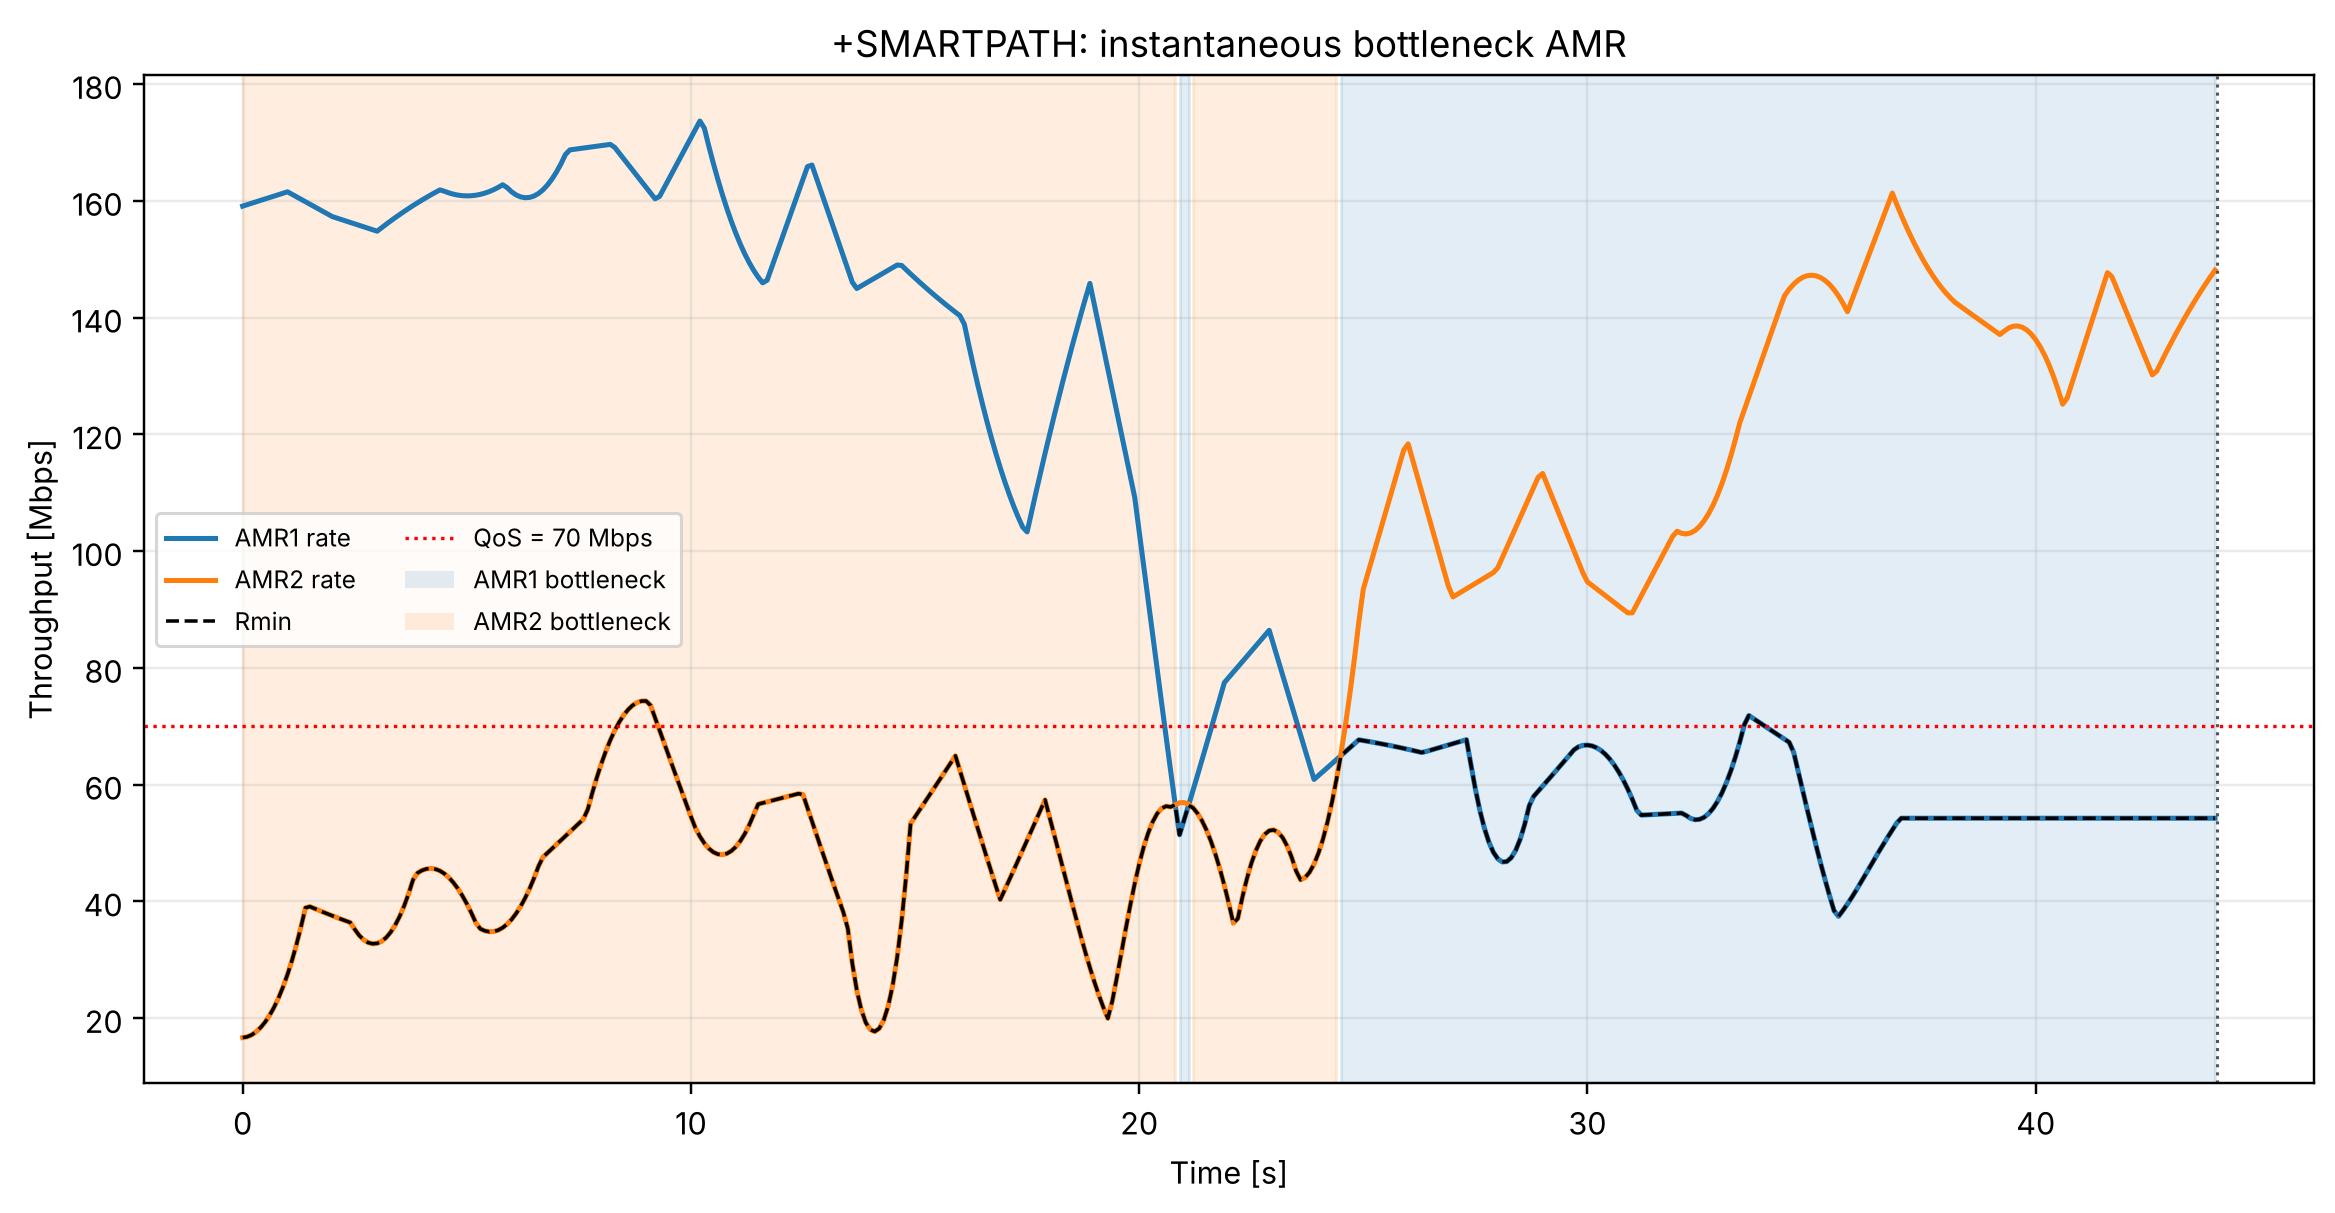 +SMARTPATH: instantaneous bottleneck AMR
180
160
140
120
100
80
60
40
20
Throughput [Mbps]
AMR1 rate
AMR2 rate
Rmin
QoS = 70 Mbps
AMR1 bottleneck
AMR2 bottleneck
0 10 20 30 40
Time [s]